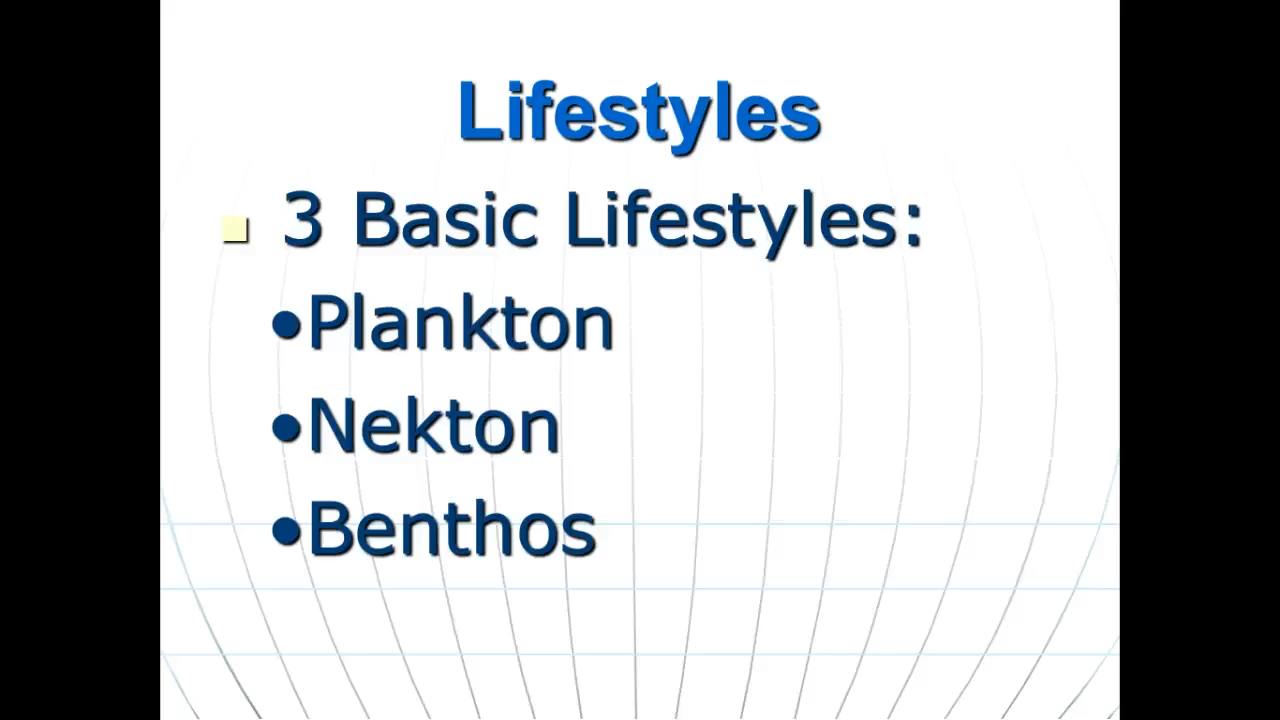 Lifestyles
3 Basic Lifestyles:
•Plankton
•Nekton
•Benthos